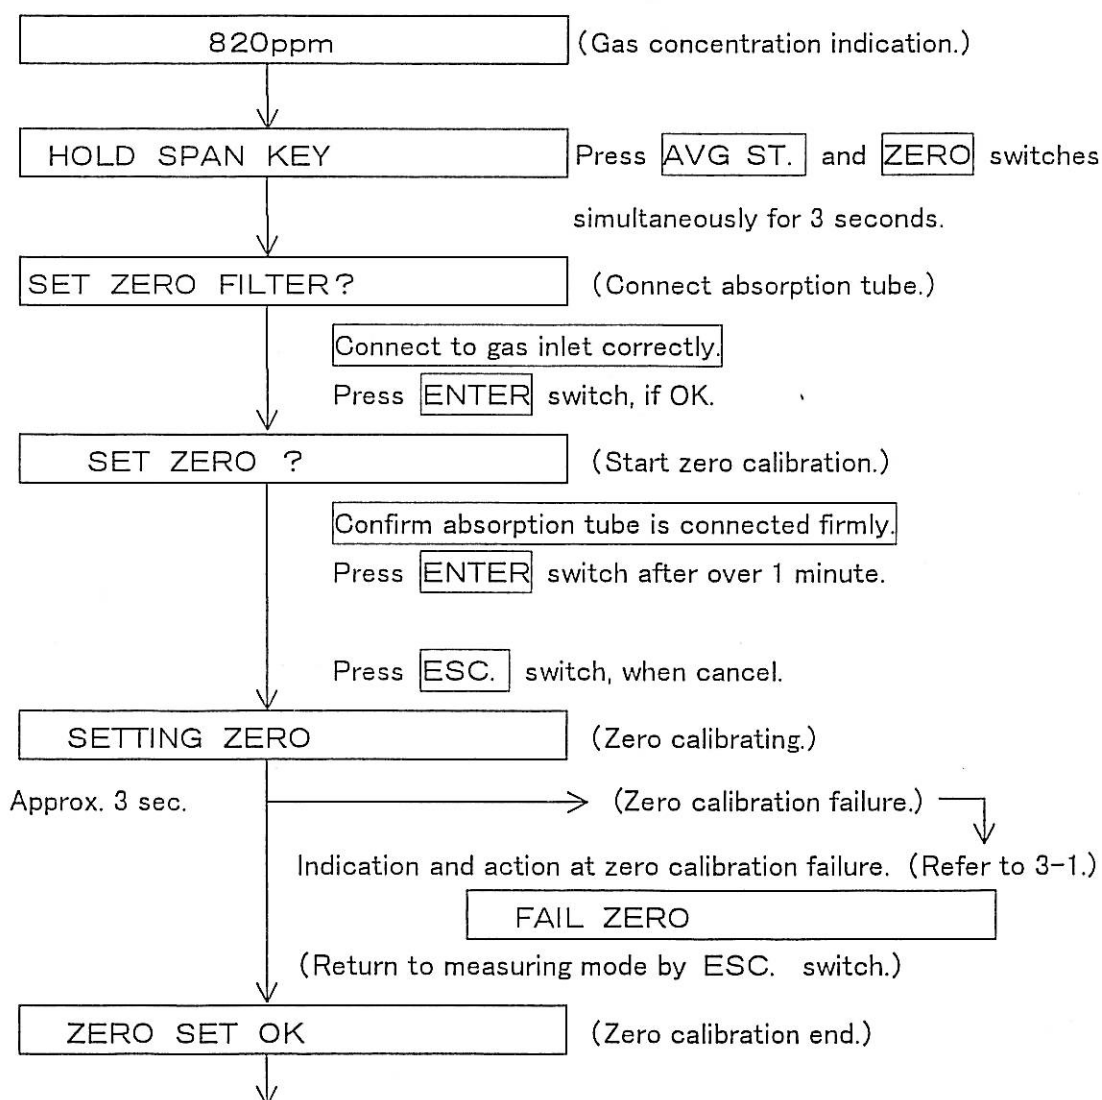 820ppm (Gas concentration indication.)
HOLD SPAN KEY Press AVG ST. and ZERO switches
simultaneously for 3 seconds.
SET ZERO FILTER? (Connect absorption tube.)
Connect to gas inlet correctly.
Press ENTER switch, if OK.
SET ZERO ? (Start zero calibration.)
Confirm absorption tube is connected firmly.
Press ENTER switch after over 1 minute.
Press ESC. switch, when cancel.
SETTING ZERO (Zero calibrating.)
Approx. 3 sec. (Zero calibration failure.)
Indication and action at zero calibration failure. (Refer to 3-1.)
FAIL ZERO
(Return to measuring mode by ESC. switch.)
ZERO SET OK (Zero calibration end.)